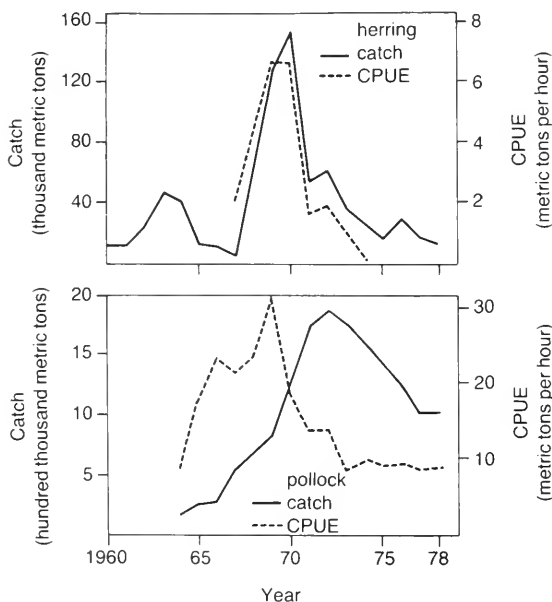 160
120
80
40
Catch
(thousand metric tons)
herring
catch
CPUE
8
6
4
2
CPUE
(metric tons per hour)
20
15
10
5
Catch
(hundred thousand metric tons)
pollock
catch
CPUE
30
20
10
CPUE
(metric tons per hour)
1960 65 70 75 78
Year